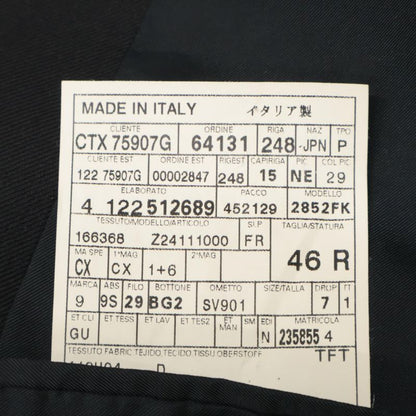 MADE IN ITALY イタリア製
CLIENTE ORDINE RIGA NAZ TPO
CTX 75907G 64131 248 -JPN P
CLIENTE EST ORDINE EST RIGEST CAPIRIGA PIC COL PIC
122 75907G 00002847 248 15 NE 29
ELABORATO PACCO MODELLO
4 122 512689 452129 2852FK
TESSUTO/MODELLO/ARTICOLO SLP TAGLIA/STATURA
166368 Z24111000 FR
MA SPE 1°MAG 2°MAG 46 R
CX CX 1+6
MARCA ABS FILO BOTTONE OMETTO SIZE/TALLA DROP FT
9 9S 29 BG2 SV901 7 1
ET CLI ET TESS ET LAV ET TES2 ET MAN SM EDI MATRICOLA
GU N 235855 4
TESSUTO FABRIC, TEJIDO, TECIDO, TISSU, OBERSTOFF TFT